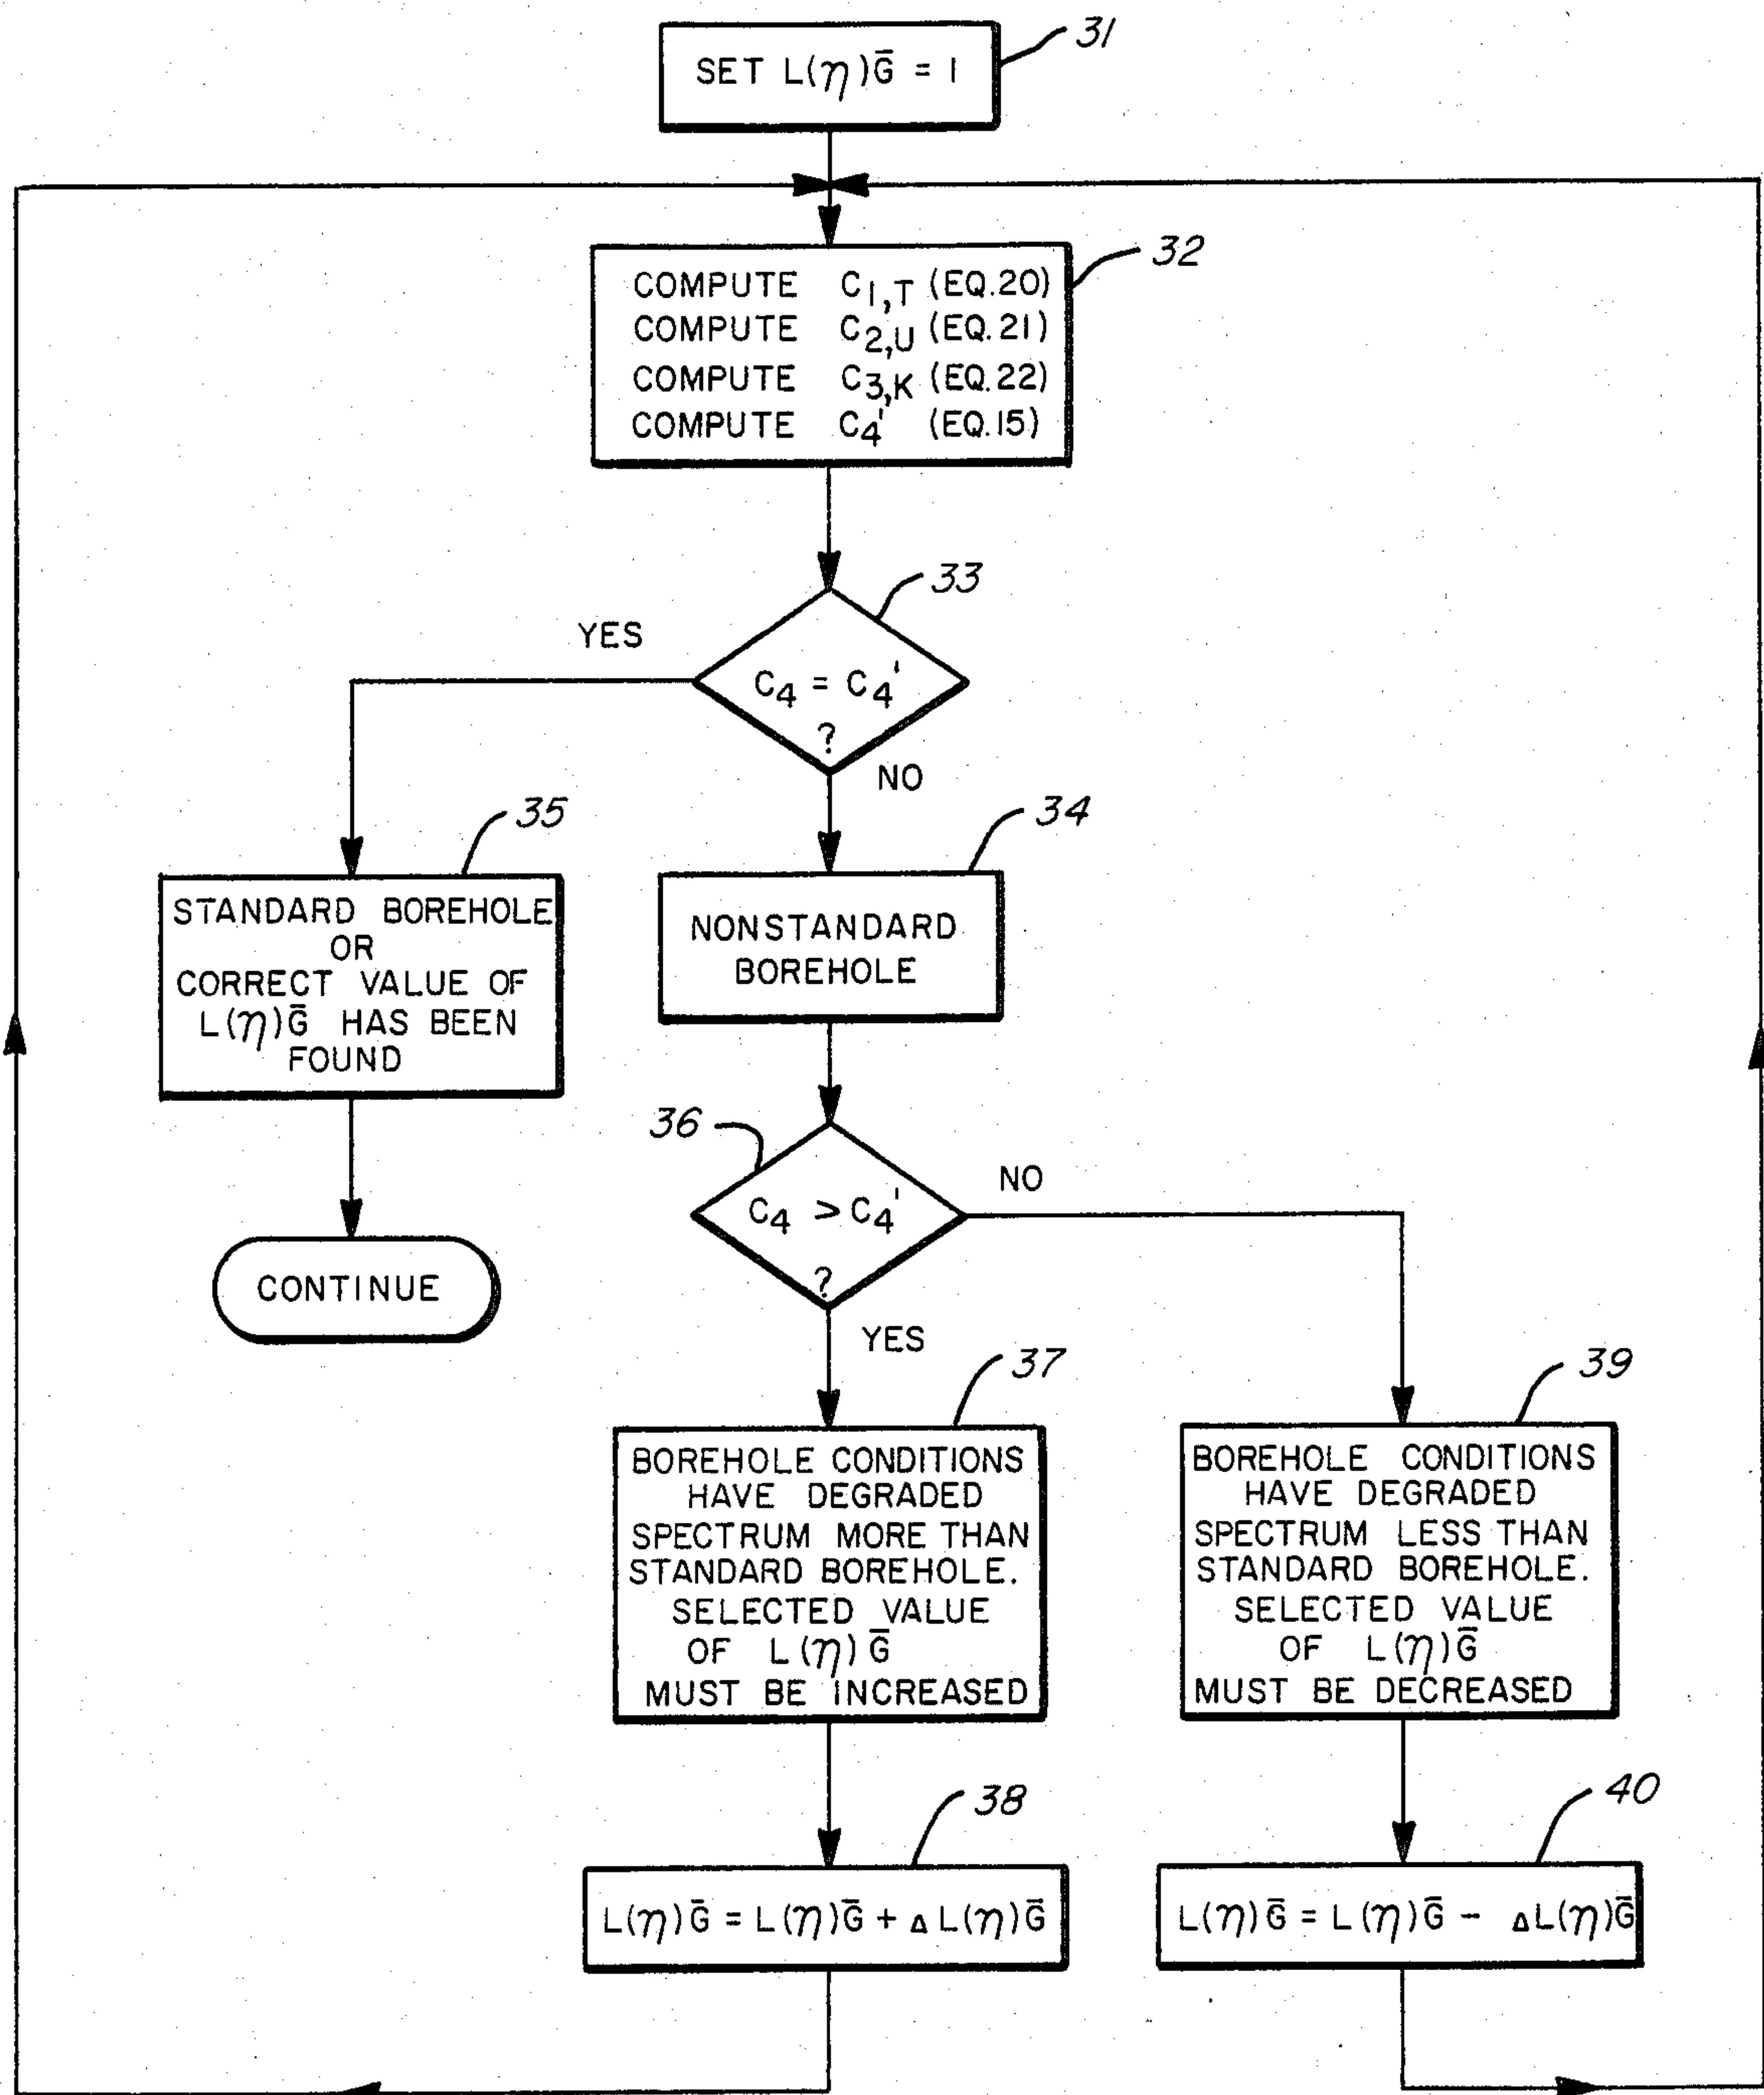 31
SET L(η)G̅ = 1
32
COMPUTE C1,T (EQ.20)
COMPUTE C2,U (EQ.21)
COMPUTE C3,K (EQ.22)
COMPUTE C4' (EQ.15)
33
YES
C4 = C4'
?
NO
35
34
STANDARD BOREHOLE
OR
CORRECT VALUE OF
L(η)G̅ HAS BEEN
FOUND
NONSTANDARD
BOREHOLE
36
NO
C4 > C4'
?
CONTINUE
YES
37
BOREHOLE CONDITIONS
HAVE DEGRADED
SPECTRUM MORE THAN
STANDARD BOREHOLE.
SELECTED VALUE
OF L(η)G̅
MUST BE INCREASED
39
BOREHOLE CONDITIONS
HAVE DEGRADED
SPECTRUM LESS THAN
STANDARD BOREHOLE.
SELECTED VALUE
OF L(η)G̅
MUST BE DECREASED
38
L(η)G̅ = L(η)G̅ + Δ L(η)G̅
40
L(η)G̅ = L(η)G̅ - ΔL(η)G̅